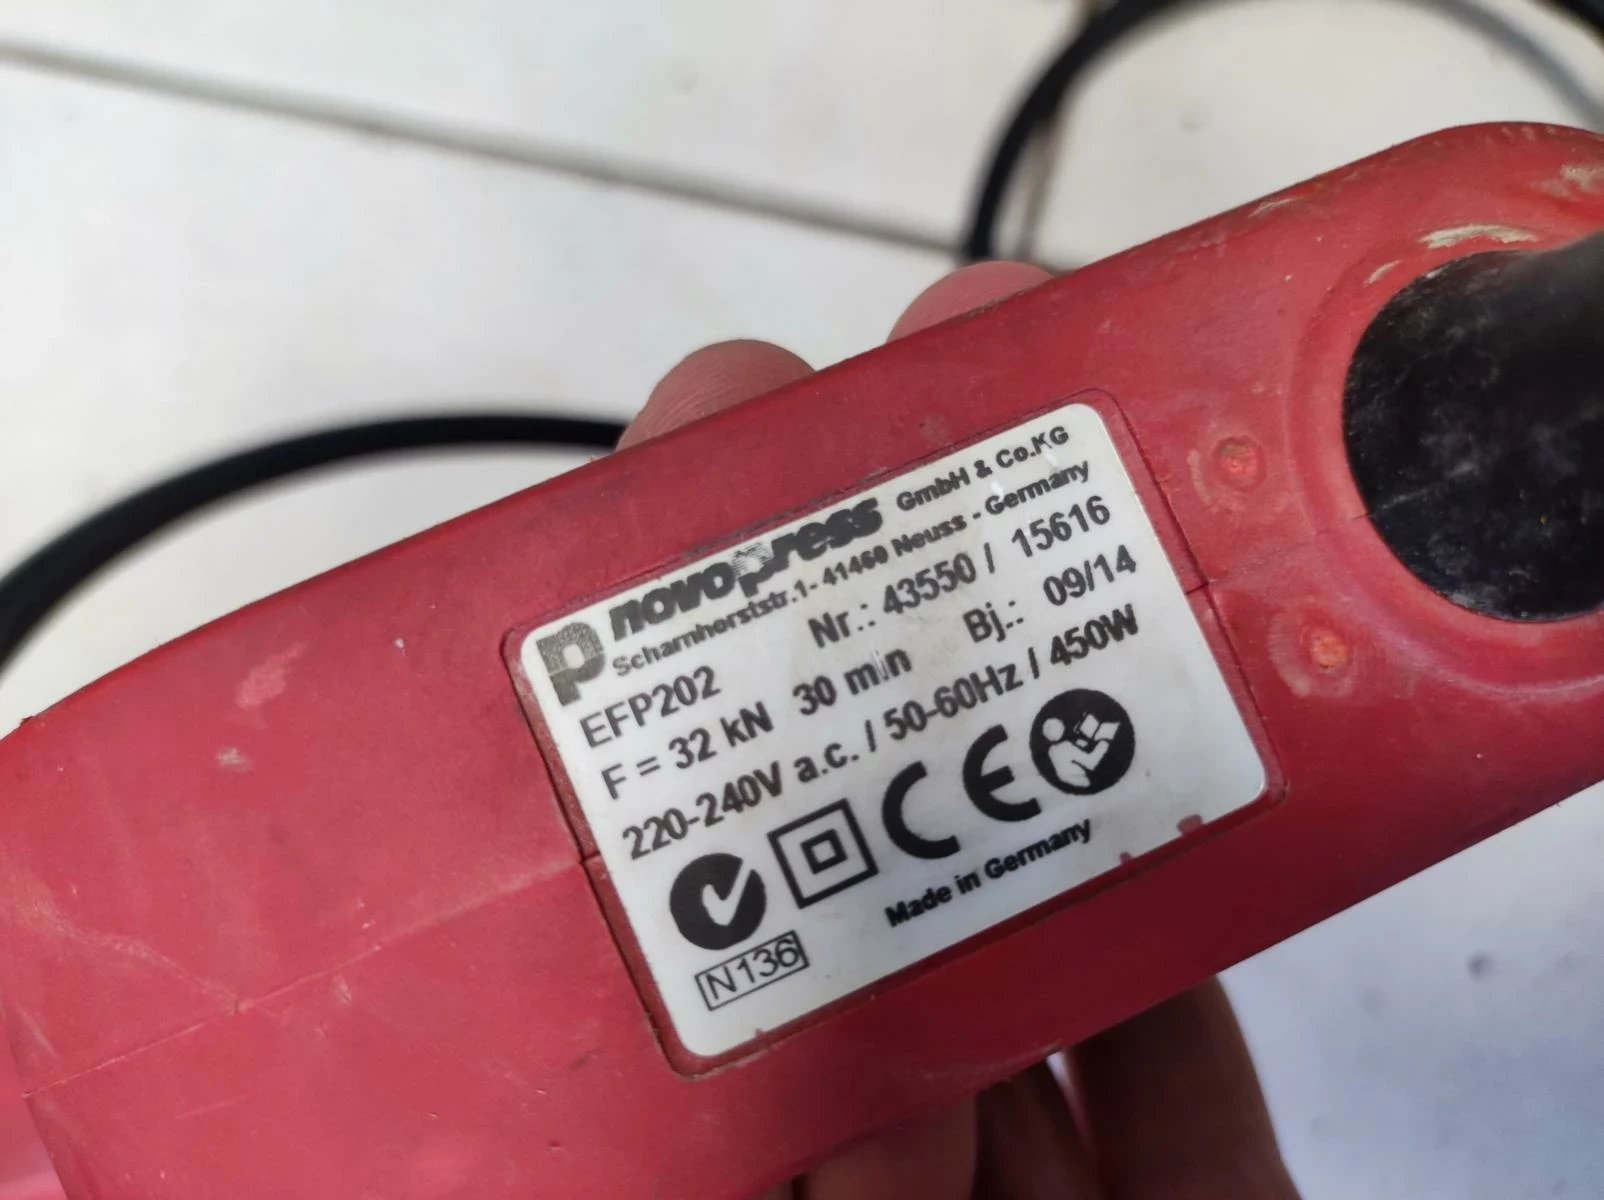 novopress GmbH & Co.KG
Scharnhorststr.1- 41460 Neuss - Germany
EFP202 Nr.: 43550 / 15616
F = 32 kN 30 min Bj.: 09/14
220-240V a.c. / 50-60Hz / 450W
N136
Made in Germany